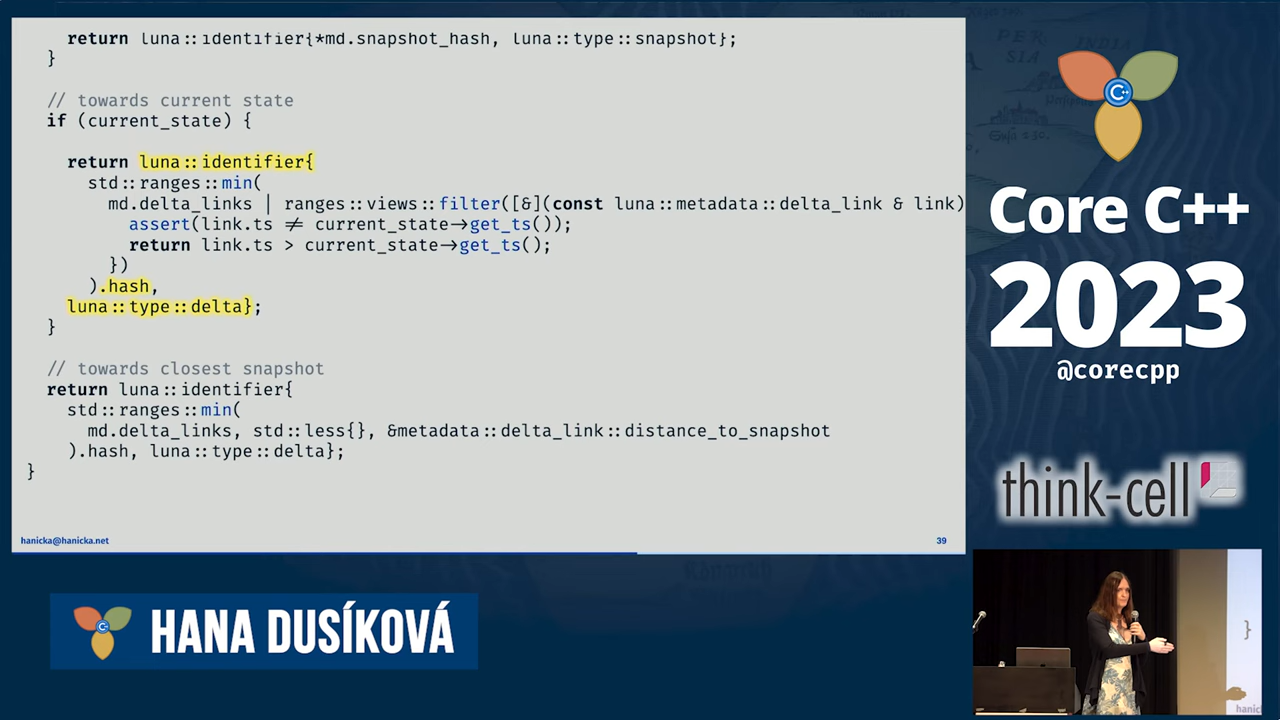 return luna::identifier{*md.snapshot_hash, luna::type::snapshot};
}
// towards current state
if (current_state) {
return luna::identifier{
std::ranges::min(
md.delta_links | ranges::views::filter([&](const luna::metadata::delta_link & link)
assert(link.ts ≠ current_state→get_ts());
return link.ts > current_state→get_ts();
})
).hash,
luna::type::delta};
}
// towards closest snapshot
return luna::identifier{
std::ranges::min(
md.delta_links, std::less{}, &metadata::delta_link::distance_to_snapshot
).hash, luna::type::delta};
}
hanicka@hanicka.net
39
C++
Core C++
2023
@corecpp
think-cell
C++
HANA DUSÍKOVÁ
}